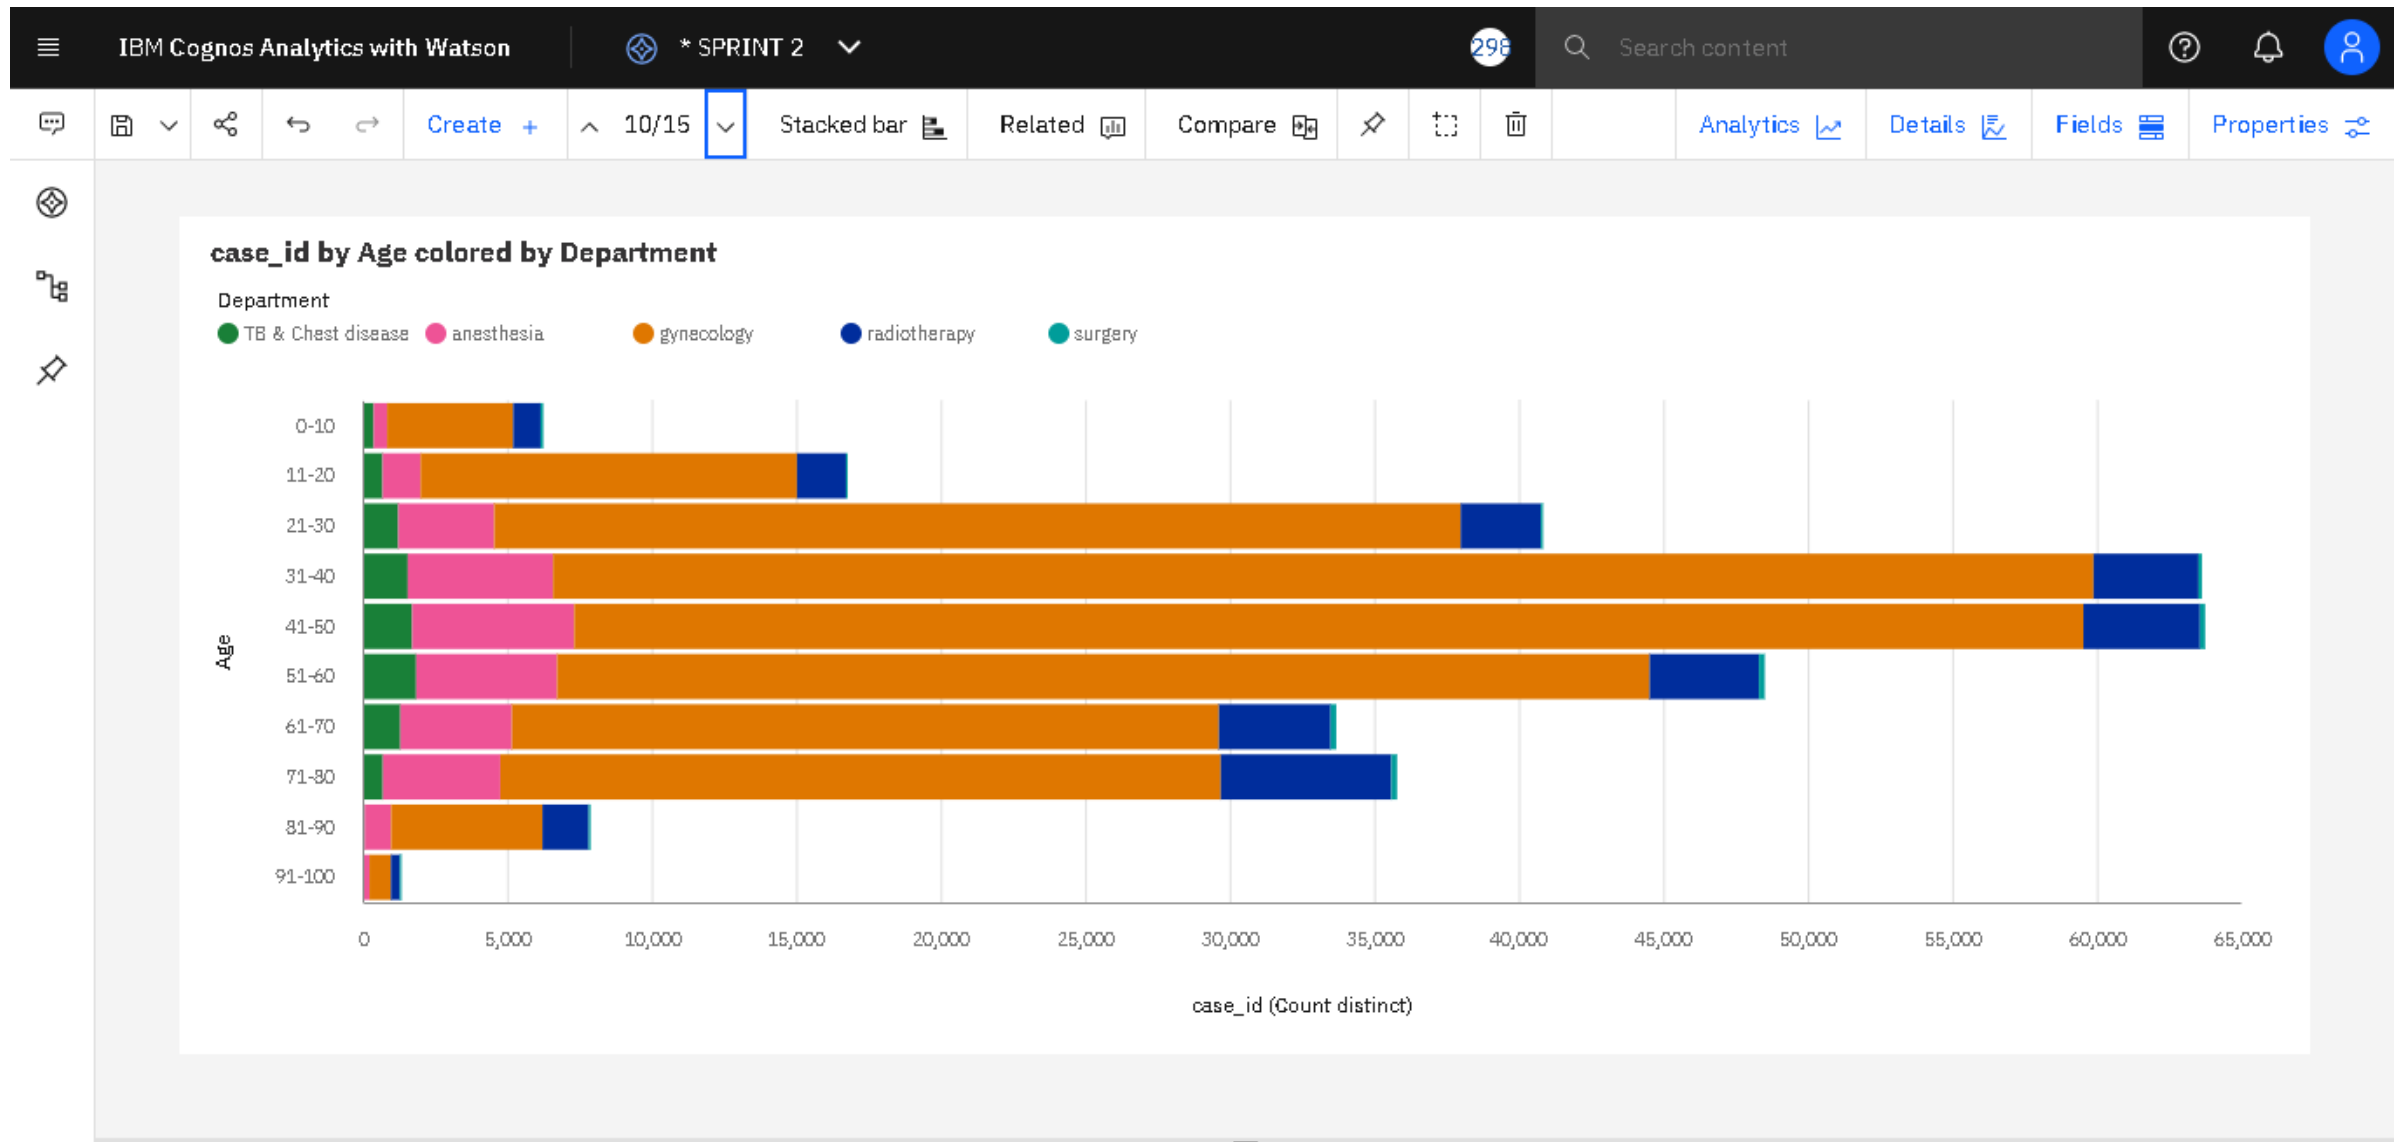 IBM Cognos Analytics with Watson
* SPRINT 2
298
Search content
Create +
10/15
Stacked bar
Related
Compare
Analytics
Details
Fields
Properties
case_id by Age colored by Department
Department
TB & Chest disease
anesthesia
gynecology
radiotherapy
surgery
Age
0-10
11-20
21-30
31-40
41-50
51-60
61-70
71-80
81-90
91-100
0
5,000
10,000
15,000
20,000
25,000
30,000
35,000
40,000
45,000
50,000
55,000
60,000
65,000
case_id (Count distinct)